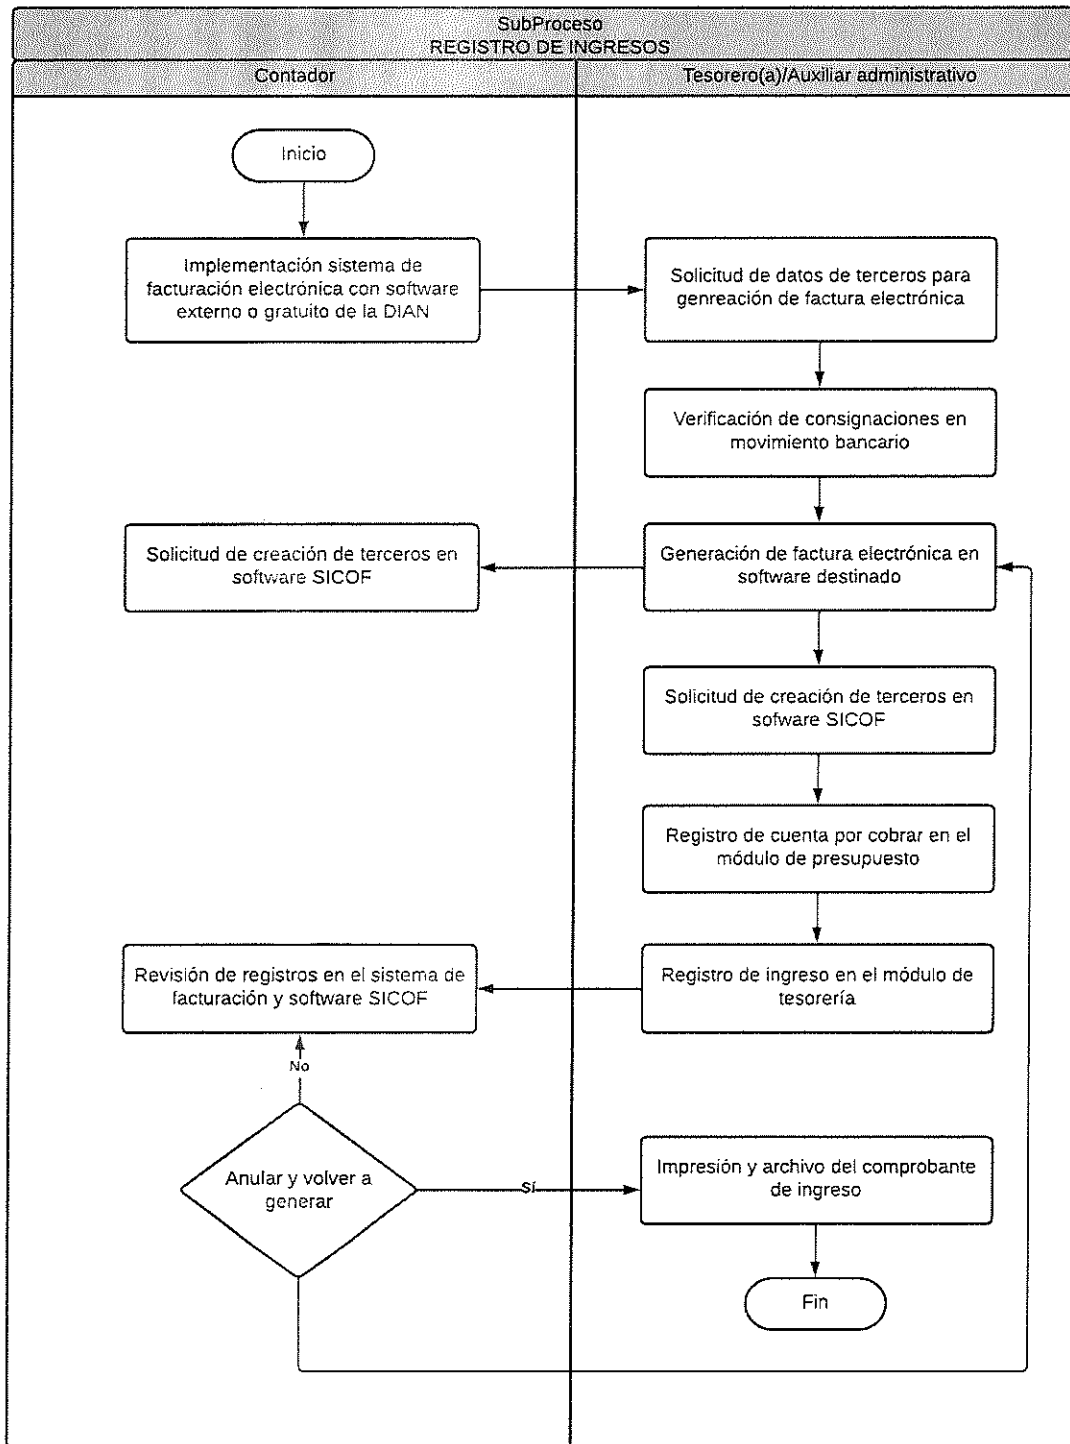 SubProceso
REGISTRO DE INGRESOS
Contador
Tesorero(a)/Auxiliar administrativo
Inicio
Implementación sistema de
facturación electrónica con software
externo o gratuito de la DIAN
Solicitud de datos de terceros para
genreación de factura electrónica
Verificación de consignaciones en
movimiento bancario
Solicitud de creación de terceros en
software SICOF
Generación de factura electrónica en
software destinado
Solicitud de creación de terceros en
sofware SICOF
Registro de cuenta por cobrar en el
módulo de presupuesto
Revisión de registros en el sistema de
facturación y software SICOF
Registro de ingreso en el módulo de
tesorería
No
Anular y volver a
generar
Sí
Impresión y archivo del comprobante
de ingreso
Fin